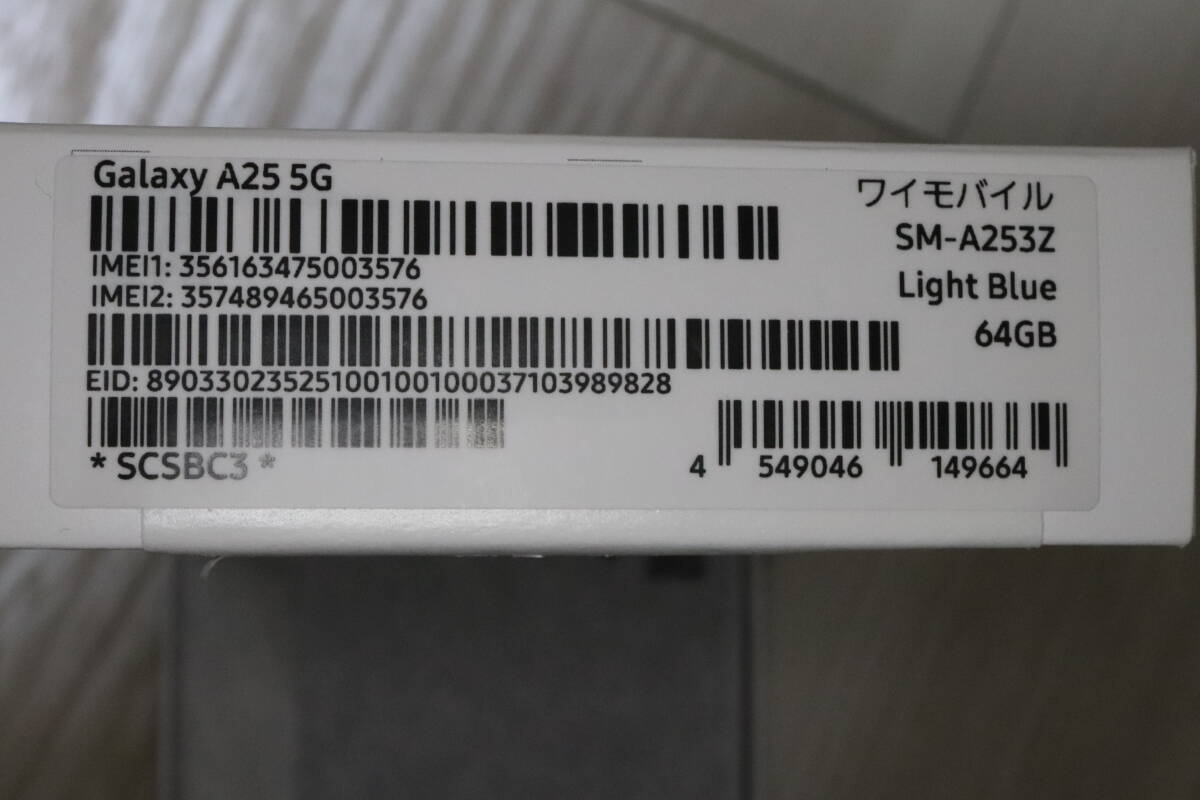 Galaxy A25 5G
ワイモバイル
SM-A253Z
IMEI1: 356163475003576
IMEI2: 357489465003576
Light Blue
64GB
EID: 89033023525100100100037103989828
* SCSBC3 *
4 549046 149664